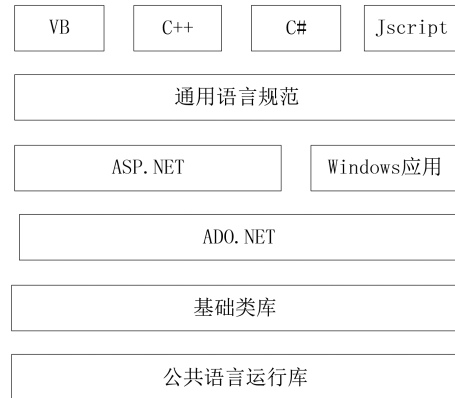 VB C++ C# Jscript
通用语言规范
ASP.NET Windows应用
ADO.NET
基础类库
公共语言运行库